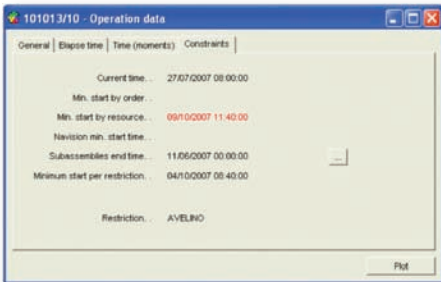 101013/10 - Operation data
General Elapse time Time (moments) Constraints
Current time. . 27/07/2007 08:00:00
Min. start by order. .
Min. start by resource. . 09/10/2007 11:40:00
Navision min. start time. . .
Subassemblies end time. . 11/06/2007 00:00:00 ...
Minimum start per restriction. . 04/10/2007 08:40:00
Restriction. . AVELINO
Plot